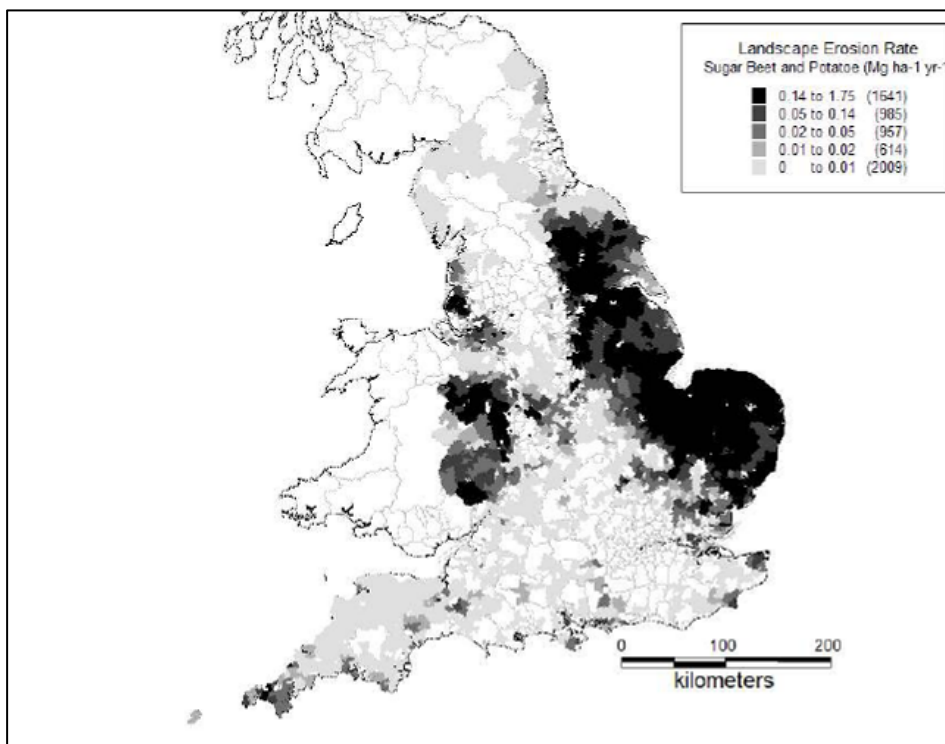 Landscape Erosion Rate
Sugar Beet and Potatoe (Mg ha-1 yr-1
0.14 to 1.75 (1641)
0.05 to 0.14 (985)
0.02 to 0.05 (957)
0.01 to 0.02 (614)
0 to 0.01 (2009)
0 100 200
kilometers